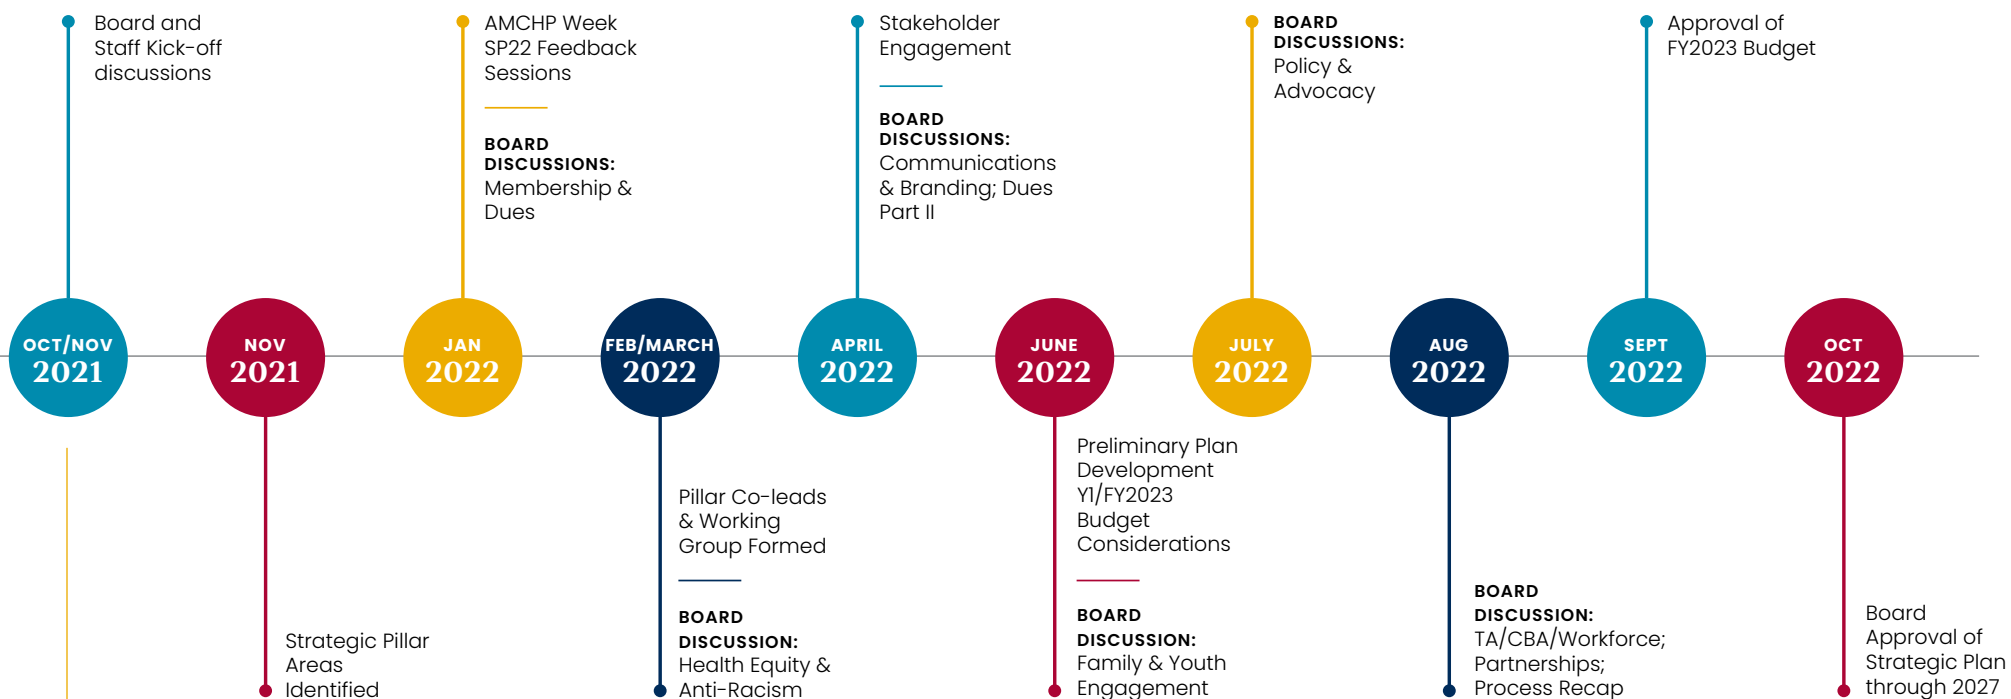 Board and
Staff Kick-off
discussions
AMCHP Week
SP22 Feedback
Sessions
BOARD
DISCUSSIONS:
Membership &
Dues
Stakeholder
Engagement
BOARD
DISCUSSIONS:
Communications
& Branding; Dues
Part II
BOARD
DISCUSSIONS:
Policy &
Advocacy
Approval of
FY2023 Budget
OCT/NOV
2021
NOV
2021
JAN
2022
FEB/MARCH
2022
APRIL
2022
JUNE
2022
JULY
2022
AUG
2022
SEPT
2022
OCT
2022
Strategic Pillar
Areas
Identified
Pillar Co-leads
& Working
Group Formed
BOARD
DISCUSSION:
Health Equity &
Anti-Racism
Preliminary Plan
Development
Y1/FY2023
Budget
Considerations
BOARD
DISCUSSION:
Family & Youth
Engagement
BOARD
DISCUSSION:
TA/CBA/Workforce;
Partnerships;
Process Recap
Board
Approval of
Strategic Plan
through 2027